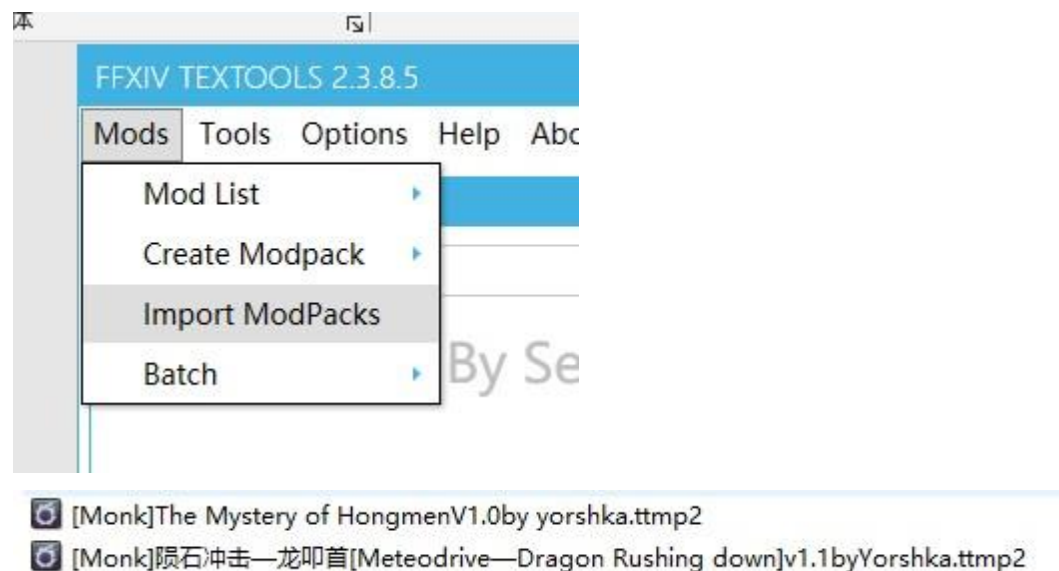 本
FFXIV TEXTOOLS 2.3.8.5
Mods Tools Options Help Abo
Mod List
Create Modpack
Import ModPacks
Batch
By Se
[Monk]The Mystery of HongmenV1.0by yorshka.ttmp2
[Monk]陨石冲击—龙叩首[Meteodrive—Dragon Rushing down]v1.1byYorshka.ttmp2